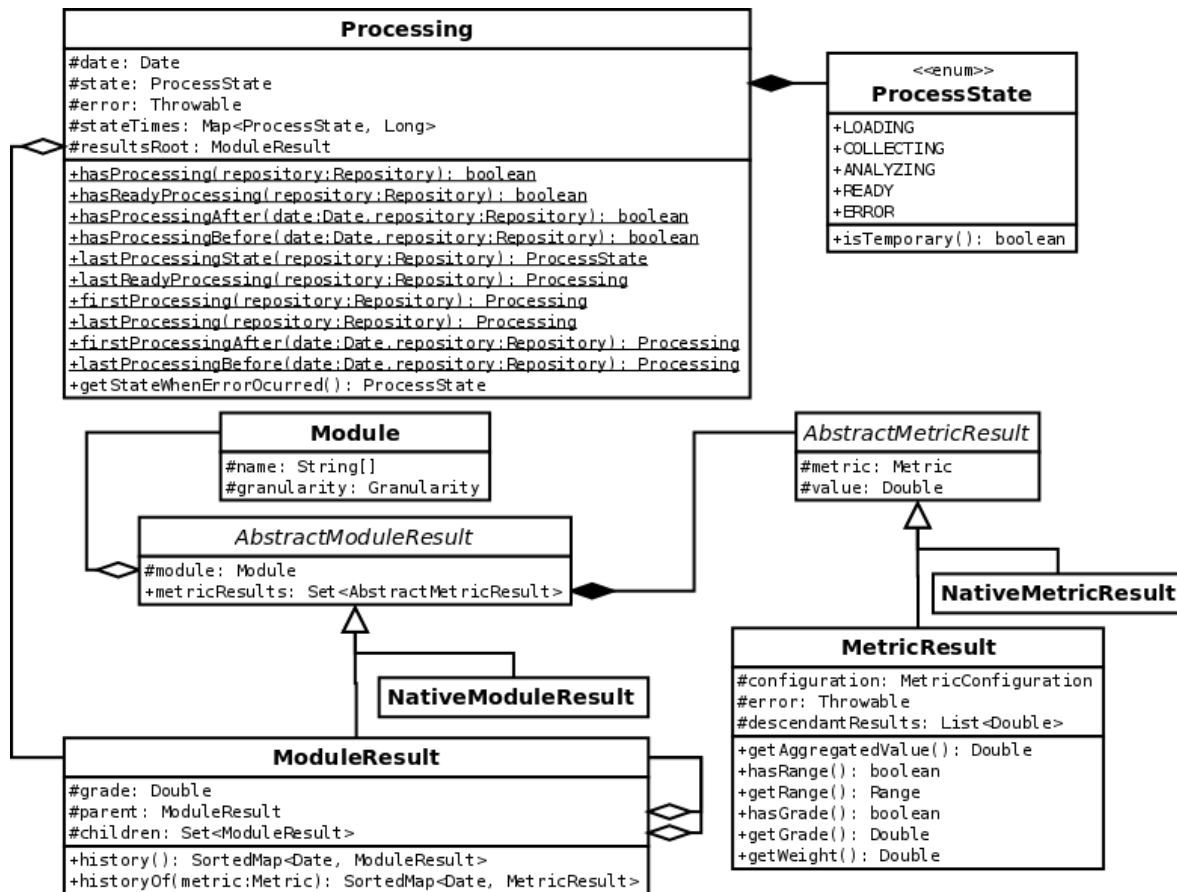 Processing
#date: Date
#state: ProcessState
#error: Throwable
#stateTimes: Map<ProcessState, Long>
#resultsRoot: ModuleResult
+hasProcessing(repository:Repository): boolean
+hasReadyProcessing(repository:Repository): boolean
+hasProcessingAfter(date:Date,repository:Repository): boolean
+hasProcessingBefore(date:Date,repository:Repository): boolean
+lastProcessingState(repository:Repository): ProcessState
+lastReadyProcessing(repository:Repository): Processing
+firstProcessing(repository:Repository): Processing
+lastProcessing(repository:Repository): Processing
+firstProcessingAfter(date:Date,repository:Repository): Processing
+lastProcessingBefore(date:Date,repository:Repository): Processing
+getStateWhenErrorOcurred(): ProcessState
<<enum>>
ProcessState
+LOADING
+COLLECTING
+ANALYZING
+READY
+ERROR
+isTemporary(): boolean
Module
#name: String[]
#granularity: Granularity
AbstractMetricResult
#metric: Metric
#value: Double
AbstractModuleResult
#module: Module
+metricResults: Set<AbstractMetricResult>
NativeMetricResult
NativeModuleResult
MetricResult
#configuration: MetricConfiguration
#error: Throwable
#descendantResults: List<Double>
+getAggregatedValue(): Double
+hasRange(): boolean
+getRange(): Range
+hasGrade(): boolean
+getGrade(): Double
+getWeight(): Double
ModuleResult
#grade: Double
#parent: ModuleResult
#children: Set<ModuleResult>
+history(): SortedMap<Date, ModuleResult>
+historyOf(metric:Metric): SortedMap<Date, MetricResult>